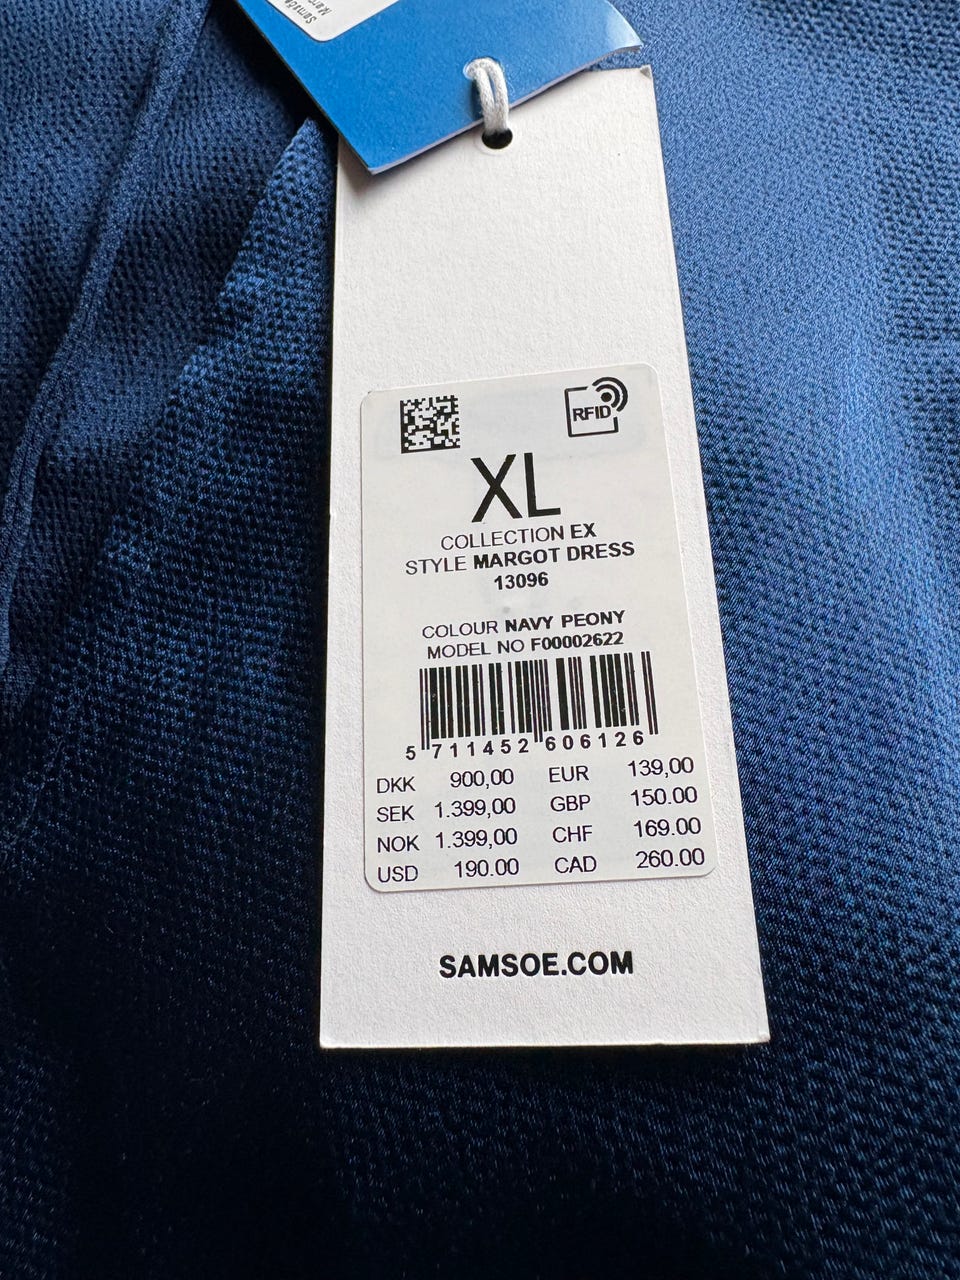 Samsøe
RFID
XL
COLLECTION EX
STYLE MARGOT DRESS
13096
COLOUR NAVY PEONY
MODEL NO F00002622
5 711452 606126
DKK 900,00 EUR 139,00
SEK 1.399,00 GBP 150.00
NOK 1.399,00 CHF 169.00
USD 190.00 CAD 260.00
SAMSOE.COM